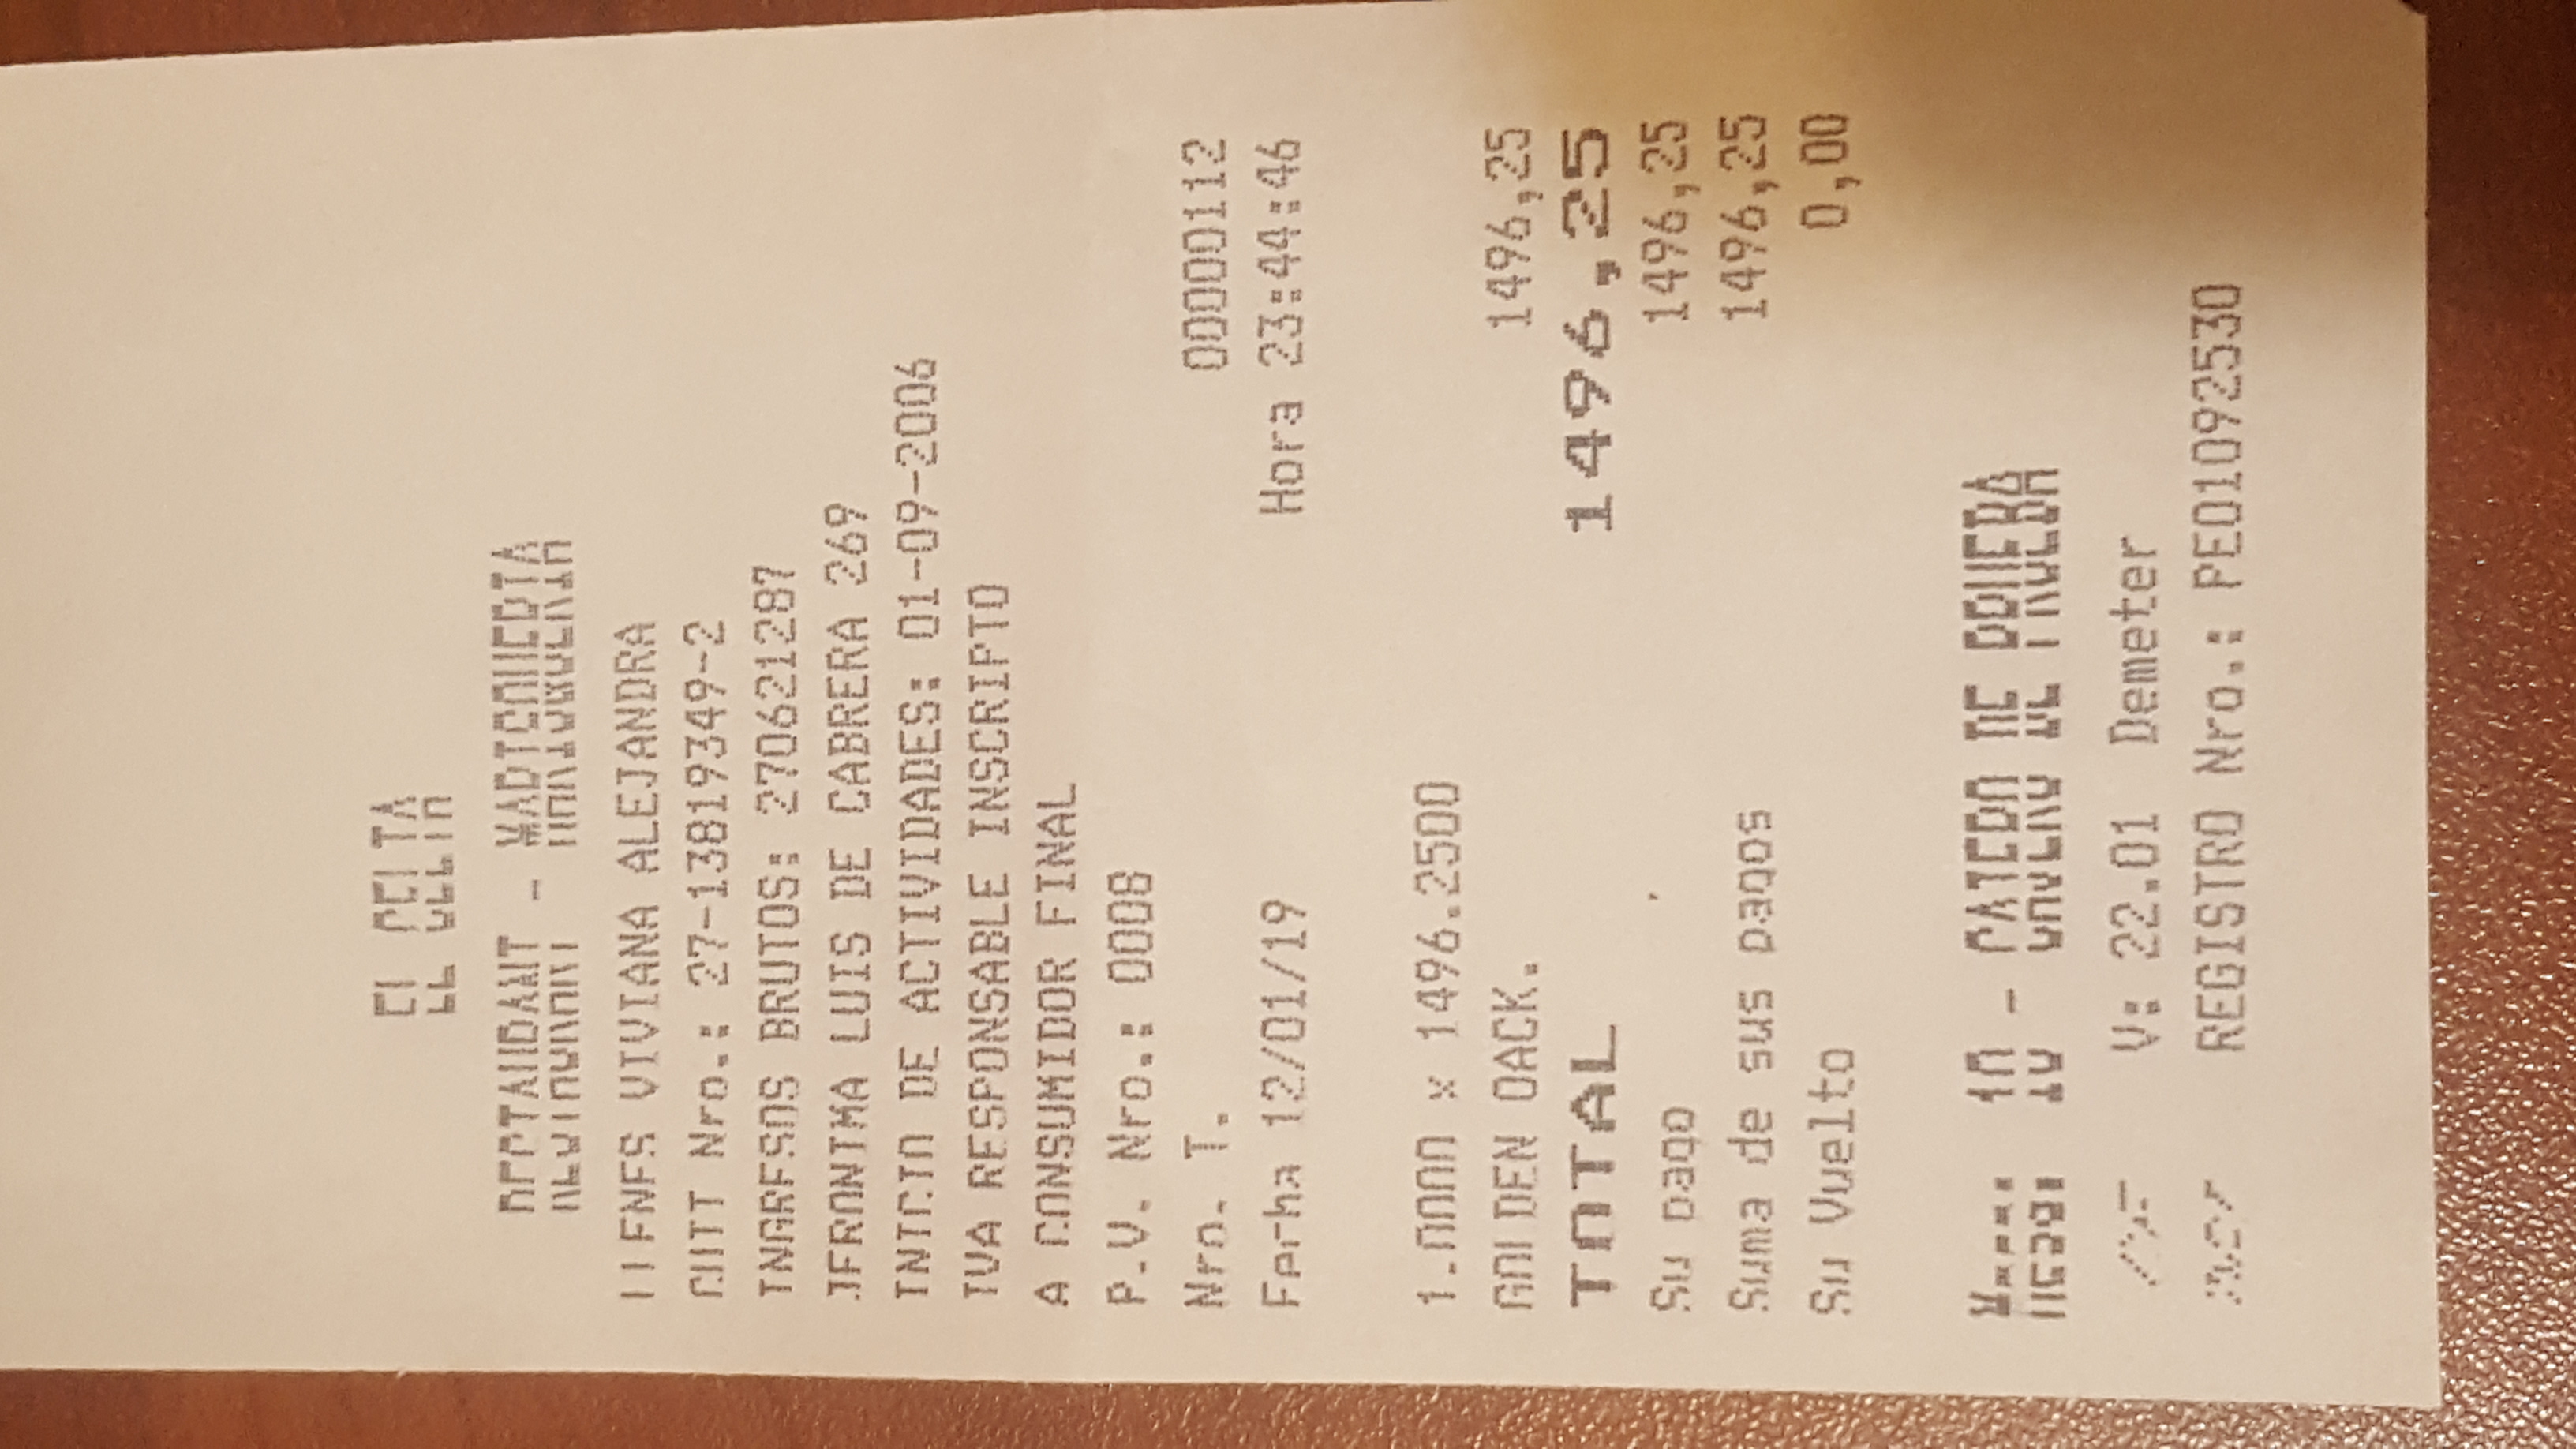 EL CELTA
RESTAURANT - MARISQUERIA
LLENES VIVIANA ALEJANDRA
CUIT Nro.: 27-13819349-2
INGRESOS BRUTOS: 270621287
JERONIMA LUIS DE CABRERA 269
INICIO DE ACTIVIDADES: 01-09-2006
IVA RESPONSABLE INSCRIPTO
A CONSUMIDOR FINAL
P.V. Nro.: 0008
Nro. T. 00000112
Fecha 12/01/19 Hora 23:44:46
1.0000 x 1496.2500
GOLDEN OACK. 1496,25
TOTAL 1496,25
Su pago 1496,25
Suma de sus pagos 1496,25
Su Vuelto 0,00
Mesa: 10 - CAJERO DE PRUEBA
V: 22.01 Demeter
REGISTRO Nro.: PEO1092530